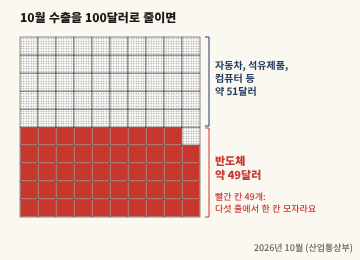 10월 수출을 100달러로 줄이면
자동차, 석유제품,
컴퓨터 등
약 51달러
반도체
약 49달러
빨간 칸 49개:
다섯 줄에서 한 칸 모자라요
2026년 10월 (산업통상부)